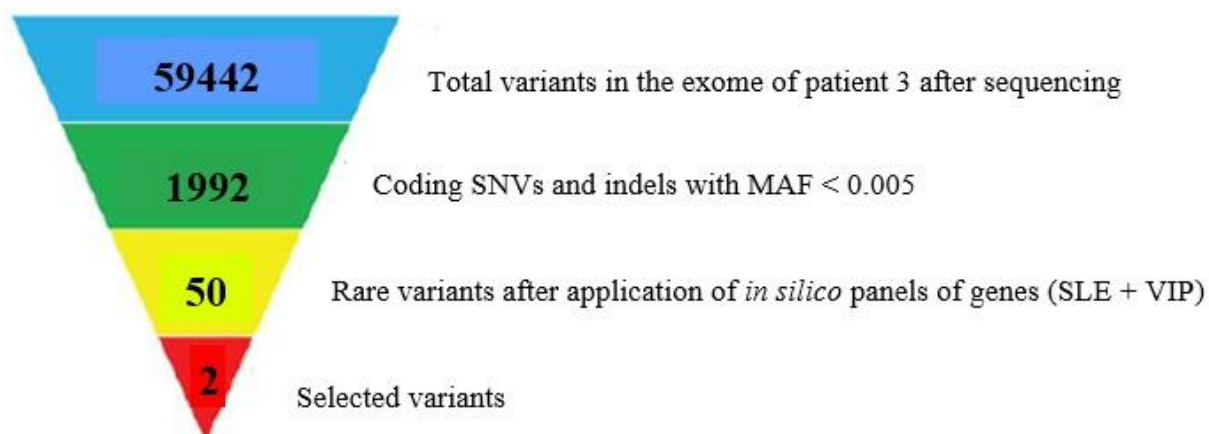 59442 Total variants in the exome of patient 3 after sequencing
1992 Coding SNVs and indels with MAF < 0.005
50 Rare variants after application of in silico panels of genes (SLE + VIP)
2 Selected variants